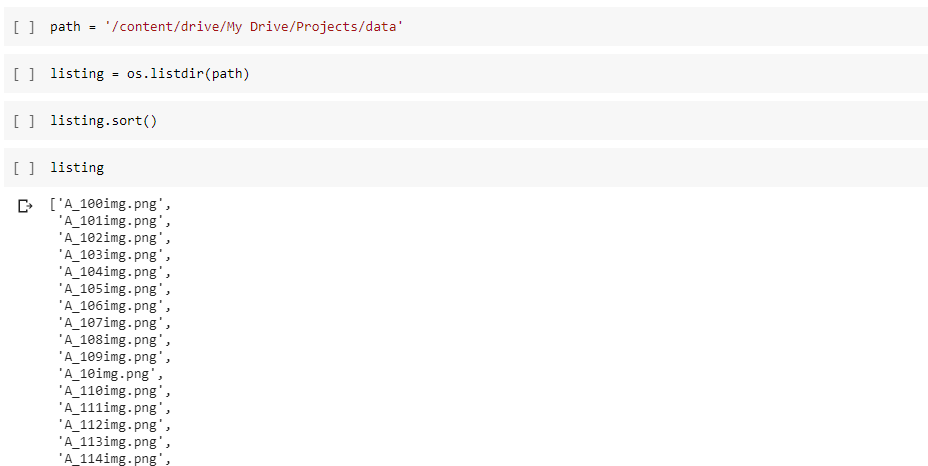 [ ] path = '/content/drive/My Drive/Projects/data'
[ ] listing = os.listdir(path)
[ ] listing.sort()
[ ] listing
['A_100img.png',
'A_101img.png',
'A_102img.png',
'A_103img.png',
'A_104img.png',
'A_105img.png',
'A_106img.png',
'A_107img.png',
'A_108img.png',
'A_109img.png',
'A_10img.png',
'A_110img.png',
'A_111img.png',
'A_112img.png',
'A_113img.png',
'A_114img.png',